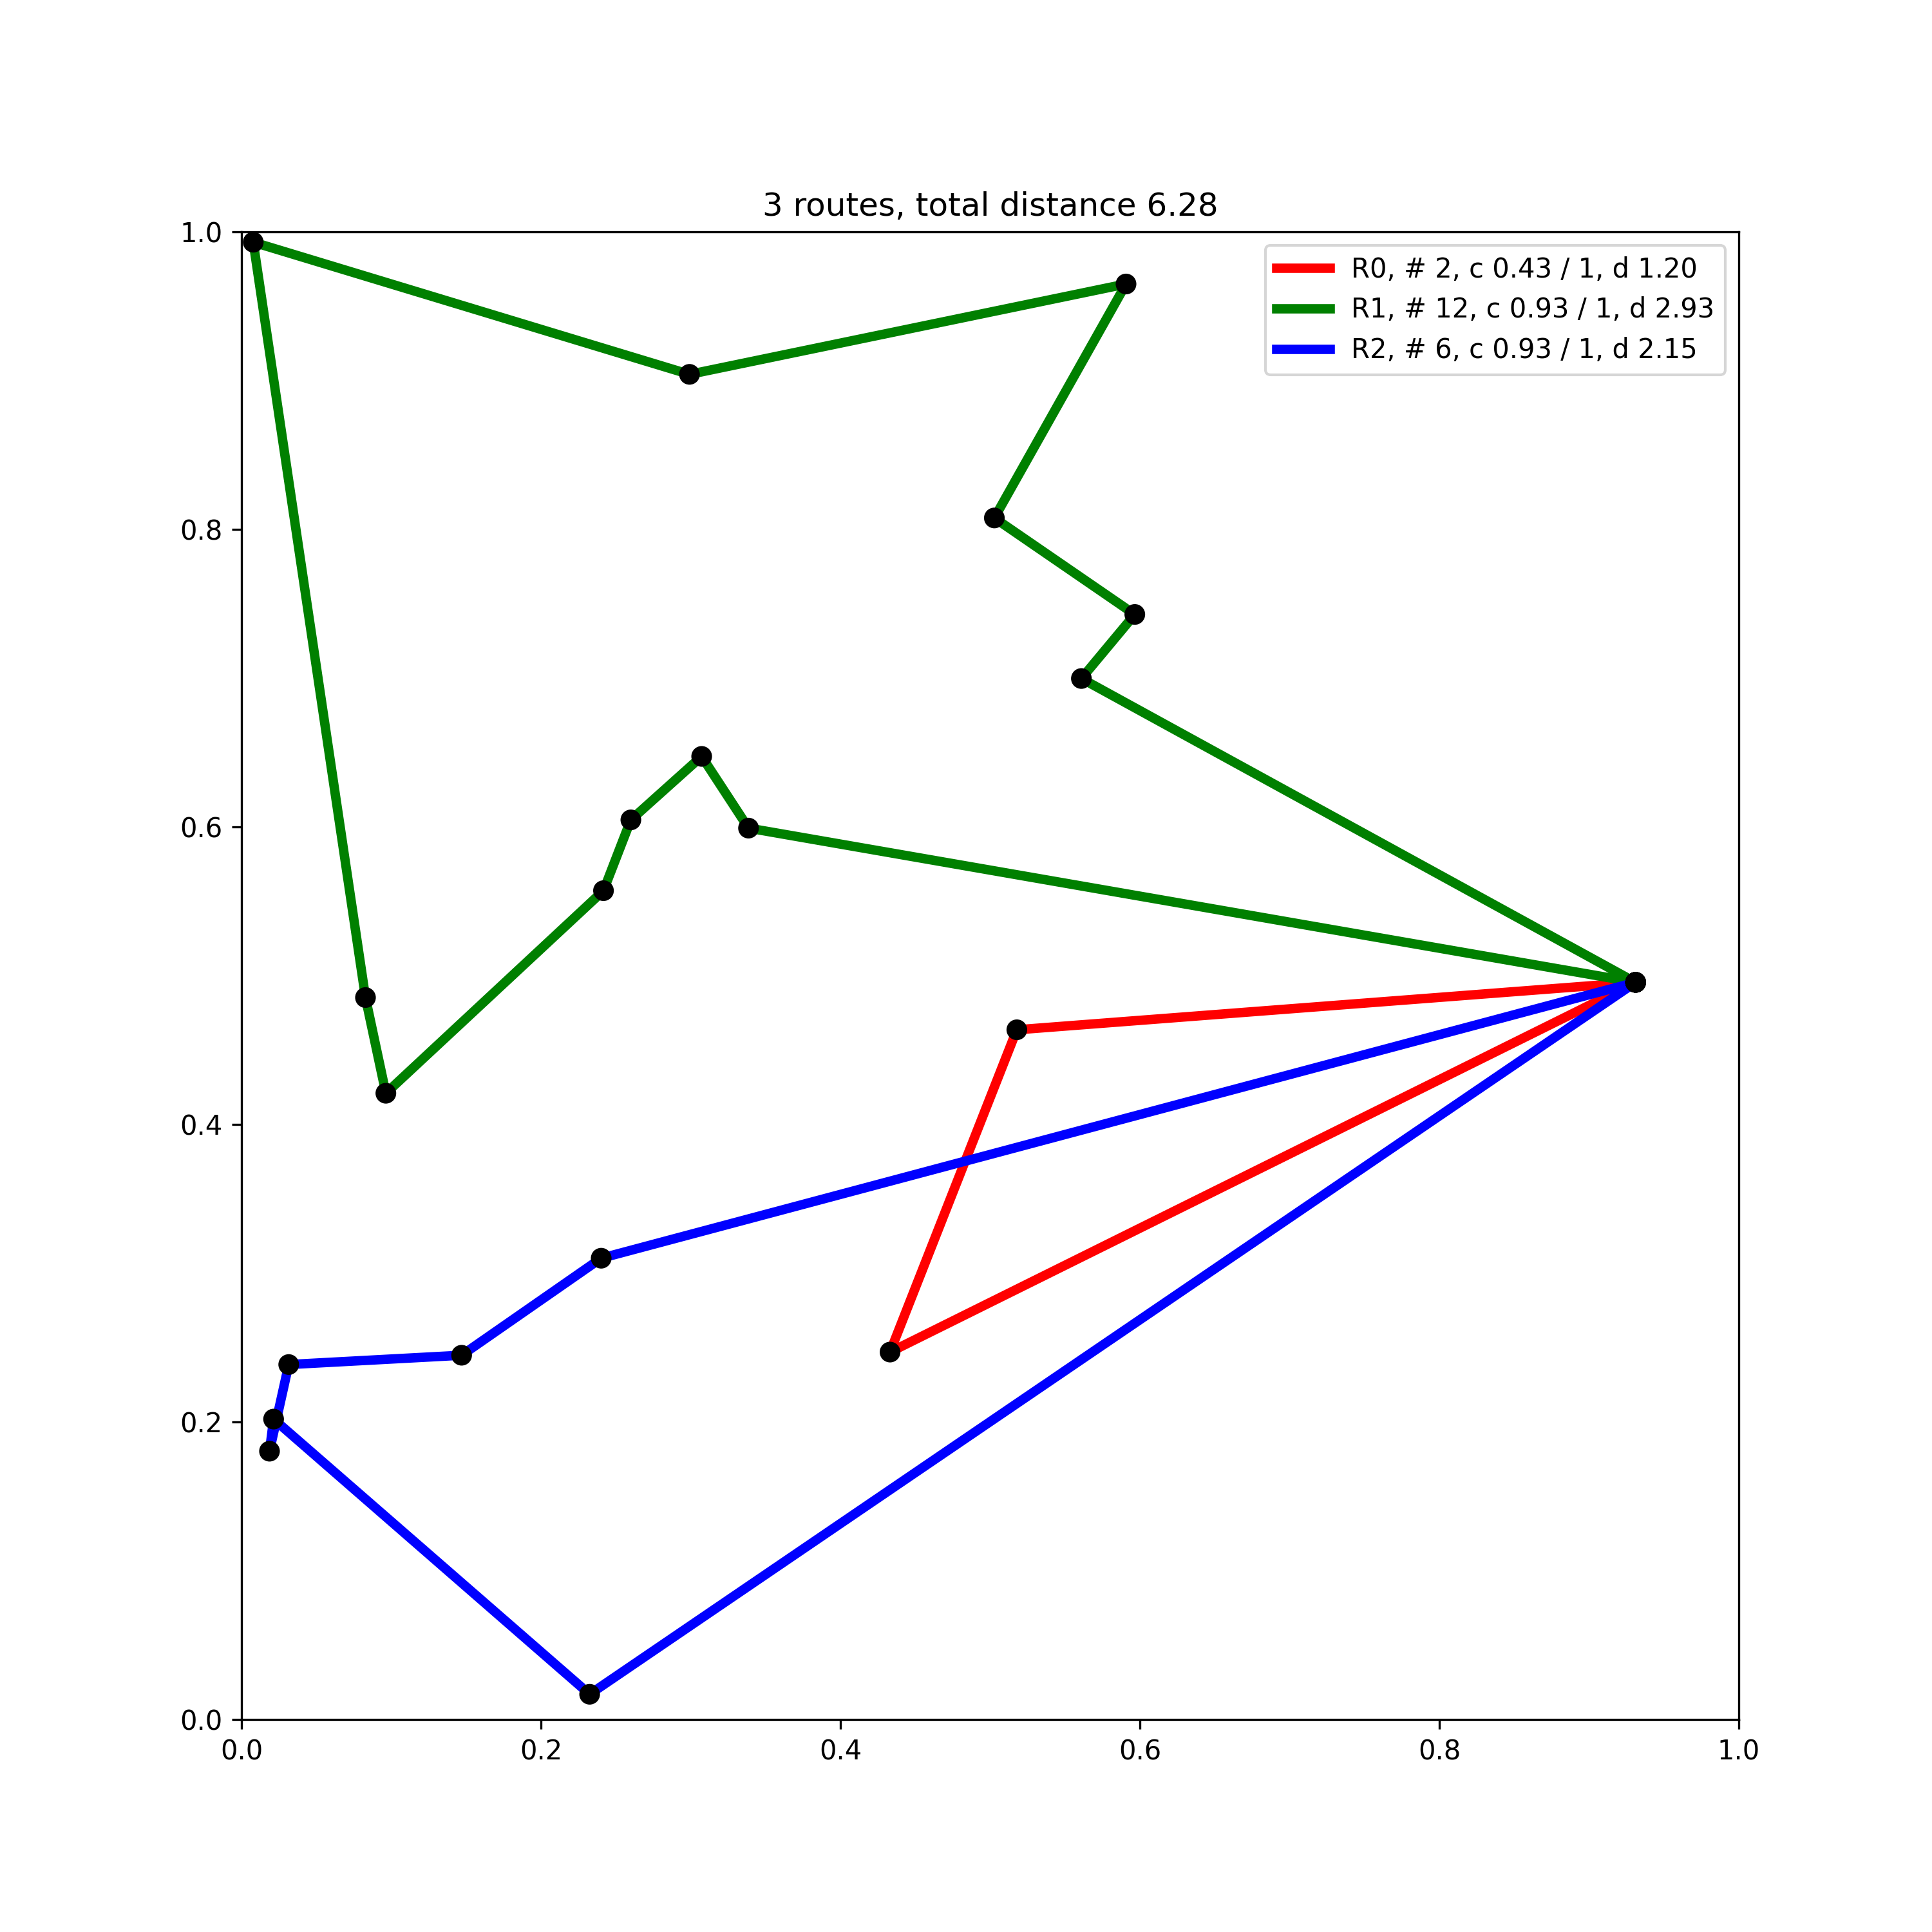 3 routes, total distance 6.28
R0, # 2, c 0.43 / 1, d 1.20
R1, # 12, c 0.93 / 1, d 2.93
R2, # 6, c 0.93 / 1, d 2.15
1.0
0.8
0.6
0.4
0.2
0.0
0.0 0.2 0.4 0.6 0.8 1.0